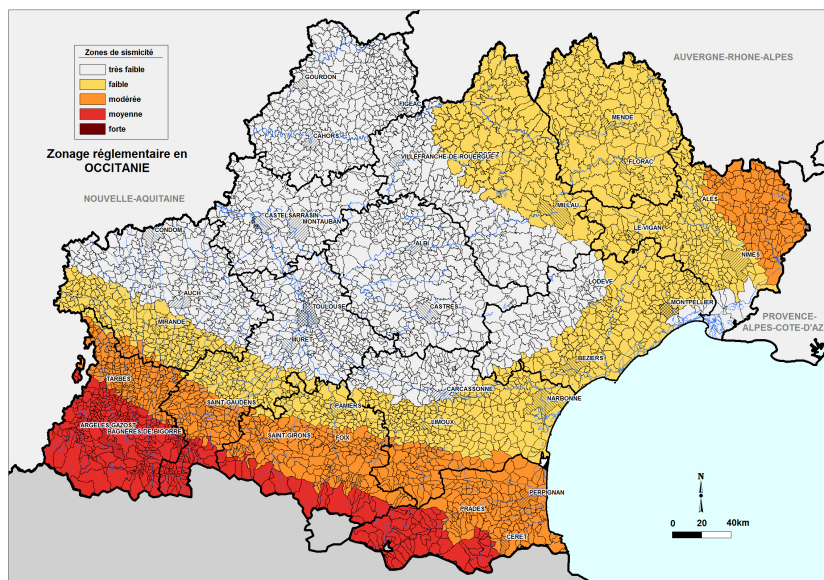 Zones de sismicité
très faible
faible
modérée
moyenne
forte
Zonage réglementaire en
OCCITANIE
AUVERGNE-RHONE-ALPES
NOUVELLE-AQUITAINE
PROVENCE-
ALPES-COTE-D'AZ
GOURDON
FIGEAC
CAHORS
MENDE
VILLEFRANCHE-DE-ROUERGUE
FLORAC
ALES
MILLAU
CASTELSARRASIN
MONTAUBAN
LE-VIGAN
CONDOM
ALBI
NIMES
LODEVE
AUCH
TOULOUSE
CASTRES
MONTPELLIER
MIRANDE
MURET
BEZIERS
TARBES
CARCASSONNE
SAINT-GAUDENS
PAMIERS
NARBONNE
LIMOUX
ARGELES-GAZOST
BAGNERES-DE-BIGORRE
SAINT-GIRONS
FOIX
PERPIGNAN
PRADES
CERET
N
0 20 40km